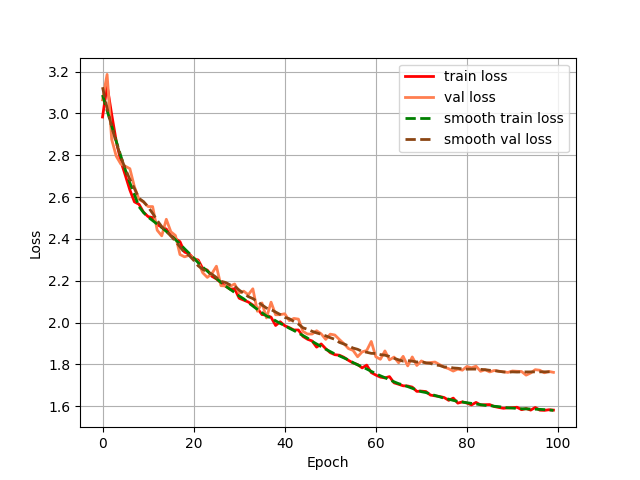 3.2
3.0
2.8
2.6
2.4
2.2
2.0
1.8
1.6
Loss
train loss
val loss
smooth train loss
smooth val loss
0 20 40 60 80 100
Epoch